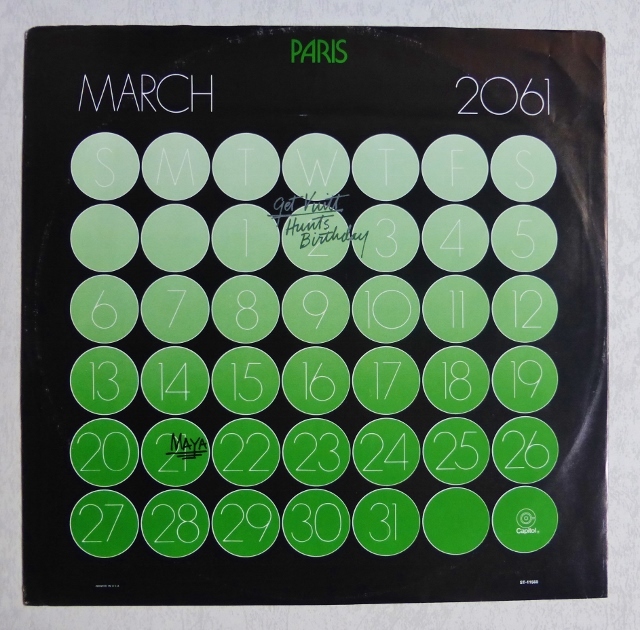 PARIS
MARCH 2061
S M T W T F S
get Knitt
Hunts
Birthday
1 2 3 4 5
6 7 8 9 10 11 12
13 14 15 16 17 18 19
20 21 22 23 24 25 26
MAYA
27 28 29 30 31
Capitol